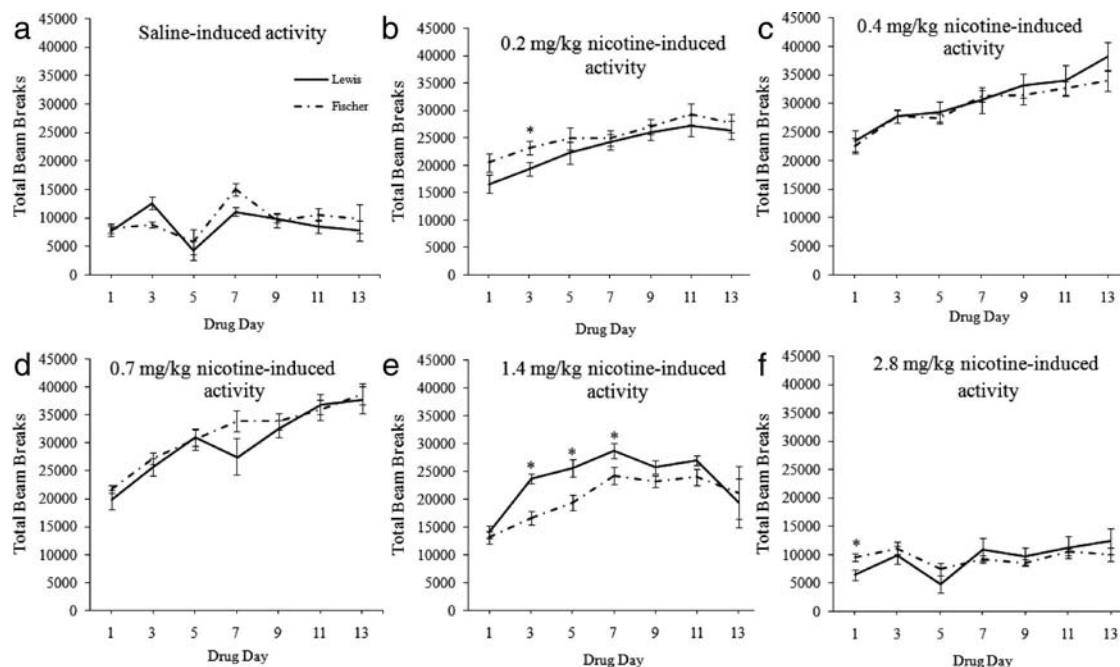 a
Saline-induced activity
Total Beam Breaks
45000
40000
35000
30000
25000
20000
15000
10000
5000
0
Lewis
Fischer
1 3 5 7 9 11 13
Drug Day
b
0.2 mg/kg nicotine-induced
activity
Total Beam Breaks
45000
40000
35000
30000
25000
20000
15000
10000
5000
0
*
1 3 5 7 9 11 13
Drug Day
c
0.4 mg/kg nicotine-induced
activity
Total Beam Breaks
45000
40000
35000
30000
25000
20000
15000
10000
5000
0
1 3 5 7 9 11 13
Drug Day
d
0.7 mg/kg nicotine-induced
activity
Total Beam Breaks
45000
40000
35000
30000
25000
20000
15000
10000
5000
0
1 3 5 7 9 11 13
Drug Day
e
1.4 mg/kg nicotine-induced
activity
Total Beam Breaks
45000
40000
35000
30000
25000
20000
15000
10000
5000
0
* * *
1 3 5 7 9 11 13
Drug Day
f
2.8 mg/kg nicotine-induced
activity
Total Beam Breaks
45000
40000
35000
30000
25000
20000
15000
10000
5000
0
*
1 3 5 7 9 11 13
Drug Day